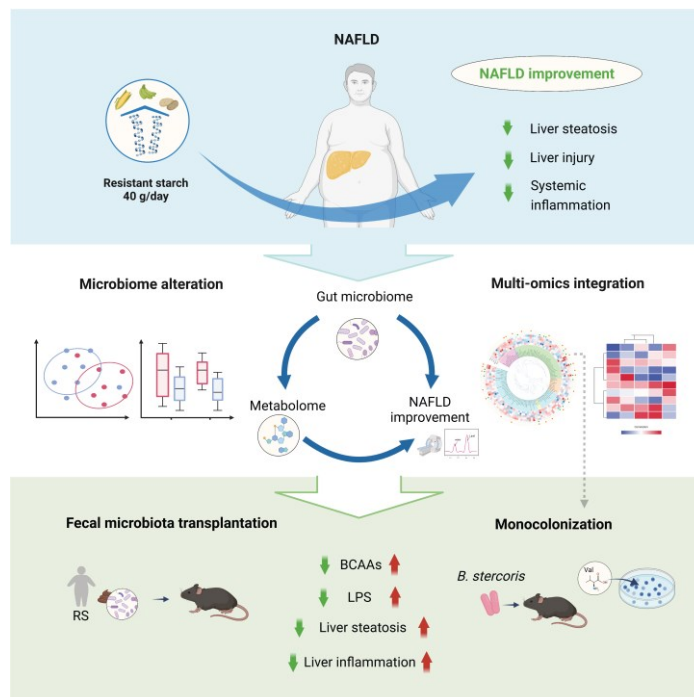 NAFLD
NAFLD improvement
Resistant starch
40 g/day
Liver steatosis
Liver injury
Systemic
inflammation
Microbiome alteration
Gut microbiome
Multi-omics integration
Metabolome
NAFLD
improvement
Fecal microbiota transplantation
RS
BCAAs
LPS
Liver steatosis
Liver inflammation
Monocolonization
B. stercoris
Val